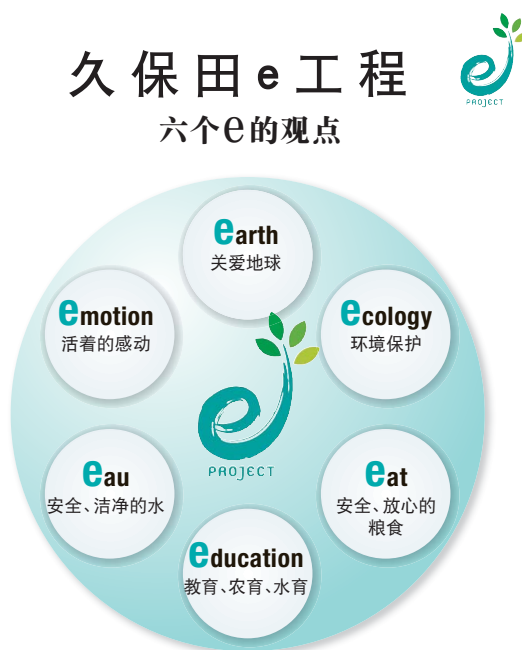 久保田e工程
PROJECT
六个e的观点
earth
关爱地球
emotion
活着的感动
ecology
环境保护
PROJECT
eau
安全、洁净的水
eat
安全、放心的
粮食
education
教育、农育、水育